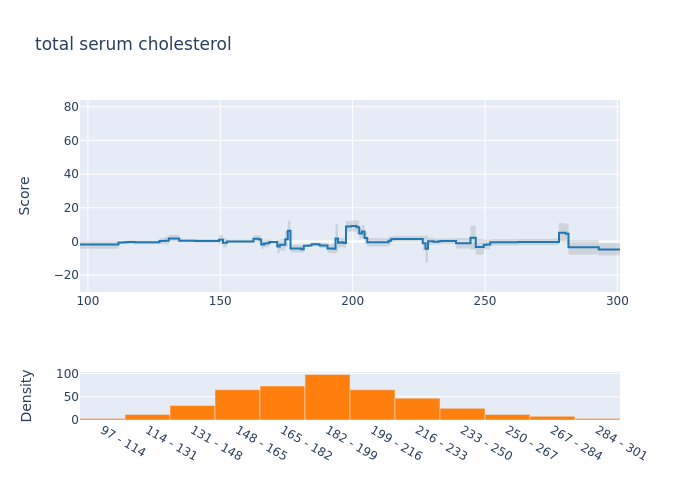 total serum cholesterol
80
60
40
20
0
−20
Score
100
150
200
250
300
100
50
0
Density
97 - 114
114 - 131
131 - 148
148 - 165
165 - 182
182 - 199
199 - 216
216 - 233
233 - 250
250 - 267
267 - 284
284 - 301